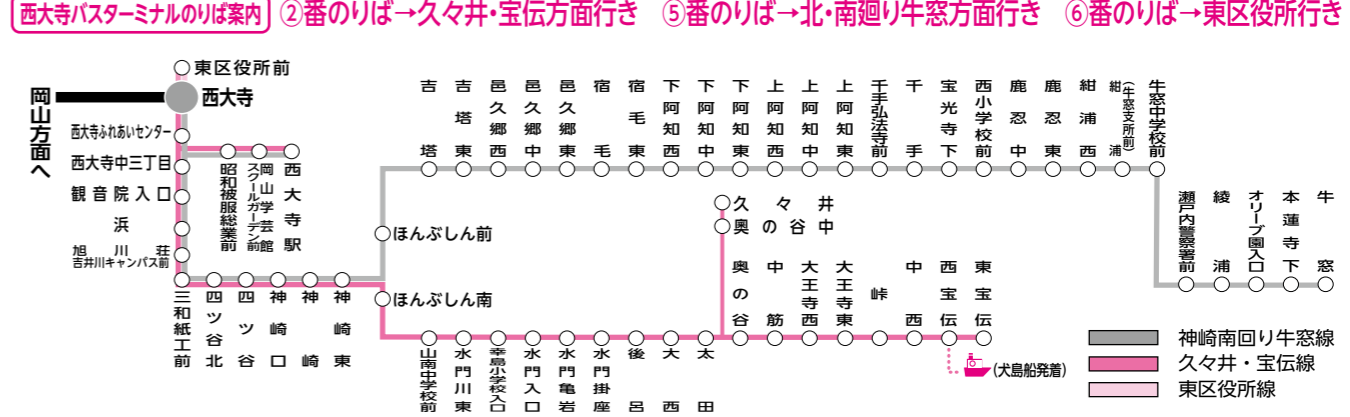 西大寺バスターミナルのりば案内 ②番のりば→久々井・宝伝方面行き ⑤番のりば→北・南廻り牛窓方面行き ⑥番のりば→東区役所行き
岡山方面へ
東区役所前
西大寺
西大寺ふれあいセンター
西大寺中三丁目
観音院入口
浜
旭川荘
吉井川キャンパス前
昭和被服総業前
岡山学芸館
スクールガーデン前
西大寺駅
三和紙工前
四ツ谷北
四ツ谷
神崎口
神崎
神崎東
ほんぶしん前
ほんぶしん南
吉塔
吉塔東
邑久郷西
邑久郷中
邑久郷東
宿毛
宿毛東
下阿知西
下阿知中
下阿知東
上阿知西
上阿知中
上阿知東
千手弘法寺前
千手
宝光寺下
西小学校前
鹿忍中
鹿忍東
紺浦西
紺浦
(牛窓支所前)
牛窓中学校前
瀬戸内警察署前
綾浦
オリーブ園入口
本蓮寺下
牛窓
久々井
奥の谷中
山南中学校前
水門川東
幸島小学校入口
水門入口
水門亀岩
水門掛座
後呂
大西
太田
奥の谷
中筋
大王寺西
大王寺東
峠
中西
西宝伝
東宝伝
(犬島船発着)
神崎南回り牛窓線
久々井・宝伝線
東区役所線